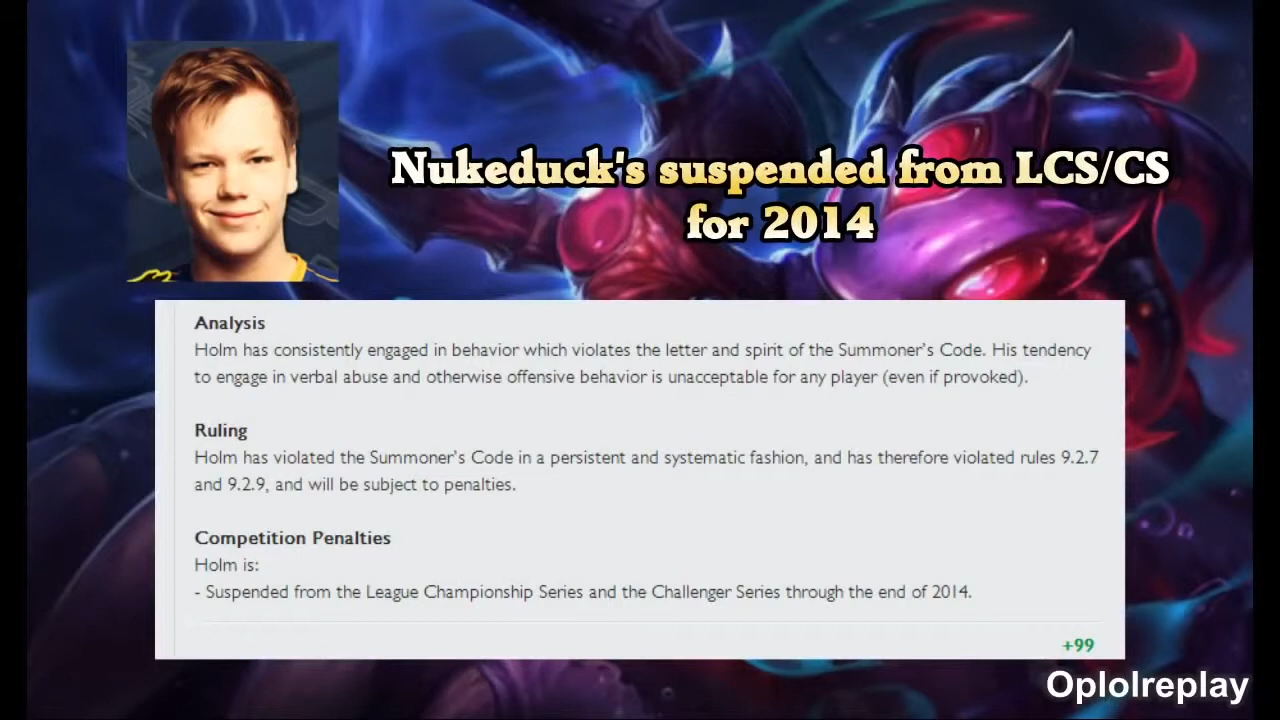 Nukeduck's suspended from LCS/CS
for 2014
Analysis
Holm has consistently engaged in behavior which violates the letter and spirit of the Summoner's Code. His tendency
to engage in verbal abuse and otherwise offensive behavior is unacceptable for any player (even if provoked).
Ruling
Holm has violated the Summoner's Code in a persistent and systematic fashion, and has therefore violated rules 9.2.7
and 9.2.9, and will be subject to penalties.
Competition Penalties
Holm is:
- Suspended from the League Championship Series and the Challenger Series through the end of 2014.
+99
Oplolreplay